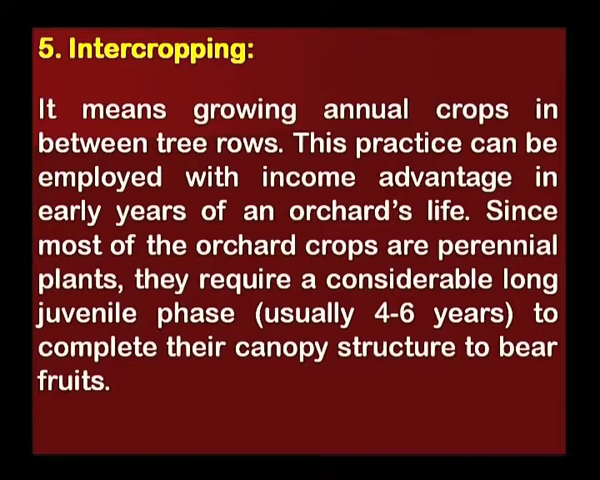 5. Intercropping:
It means growing annual crops in
between tree rows. This practice can be
employed with income advantage in
early years of an orchard's life. Since
most of the orchard crops are perennial
plants, they require a considerable long
juvenile phase (usually 4-6 years) to
complete their canopy structure to bear
fruits.